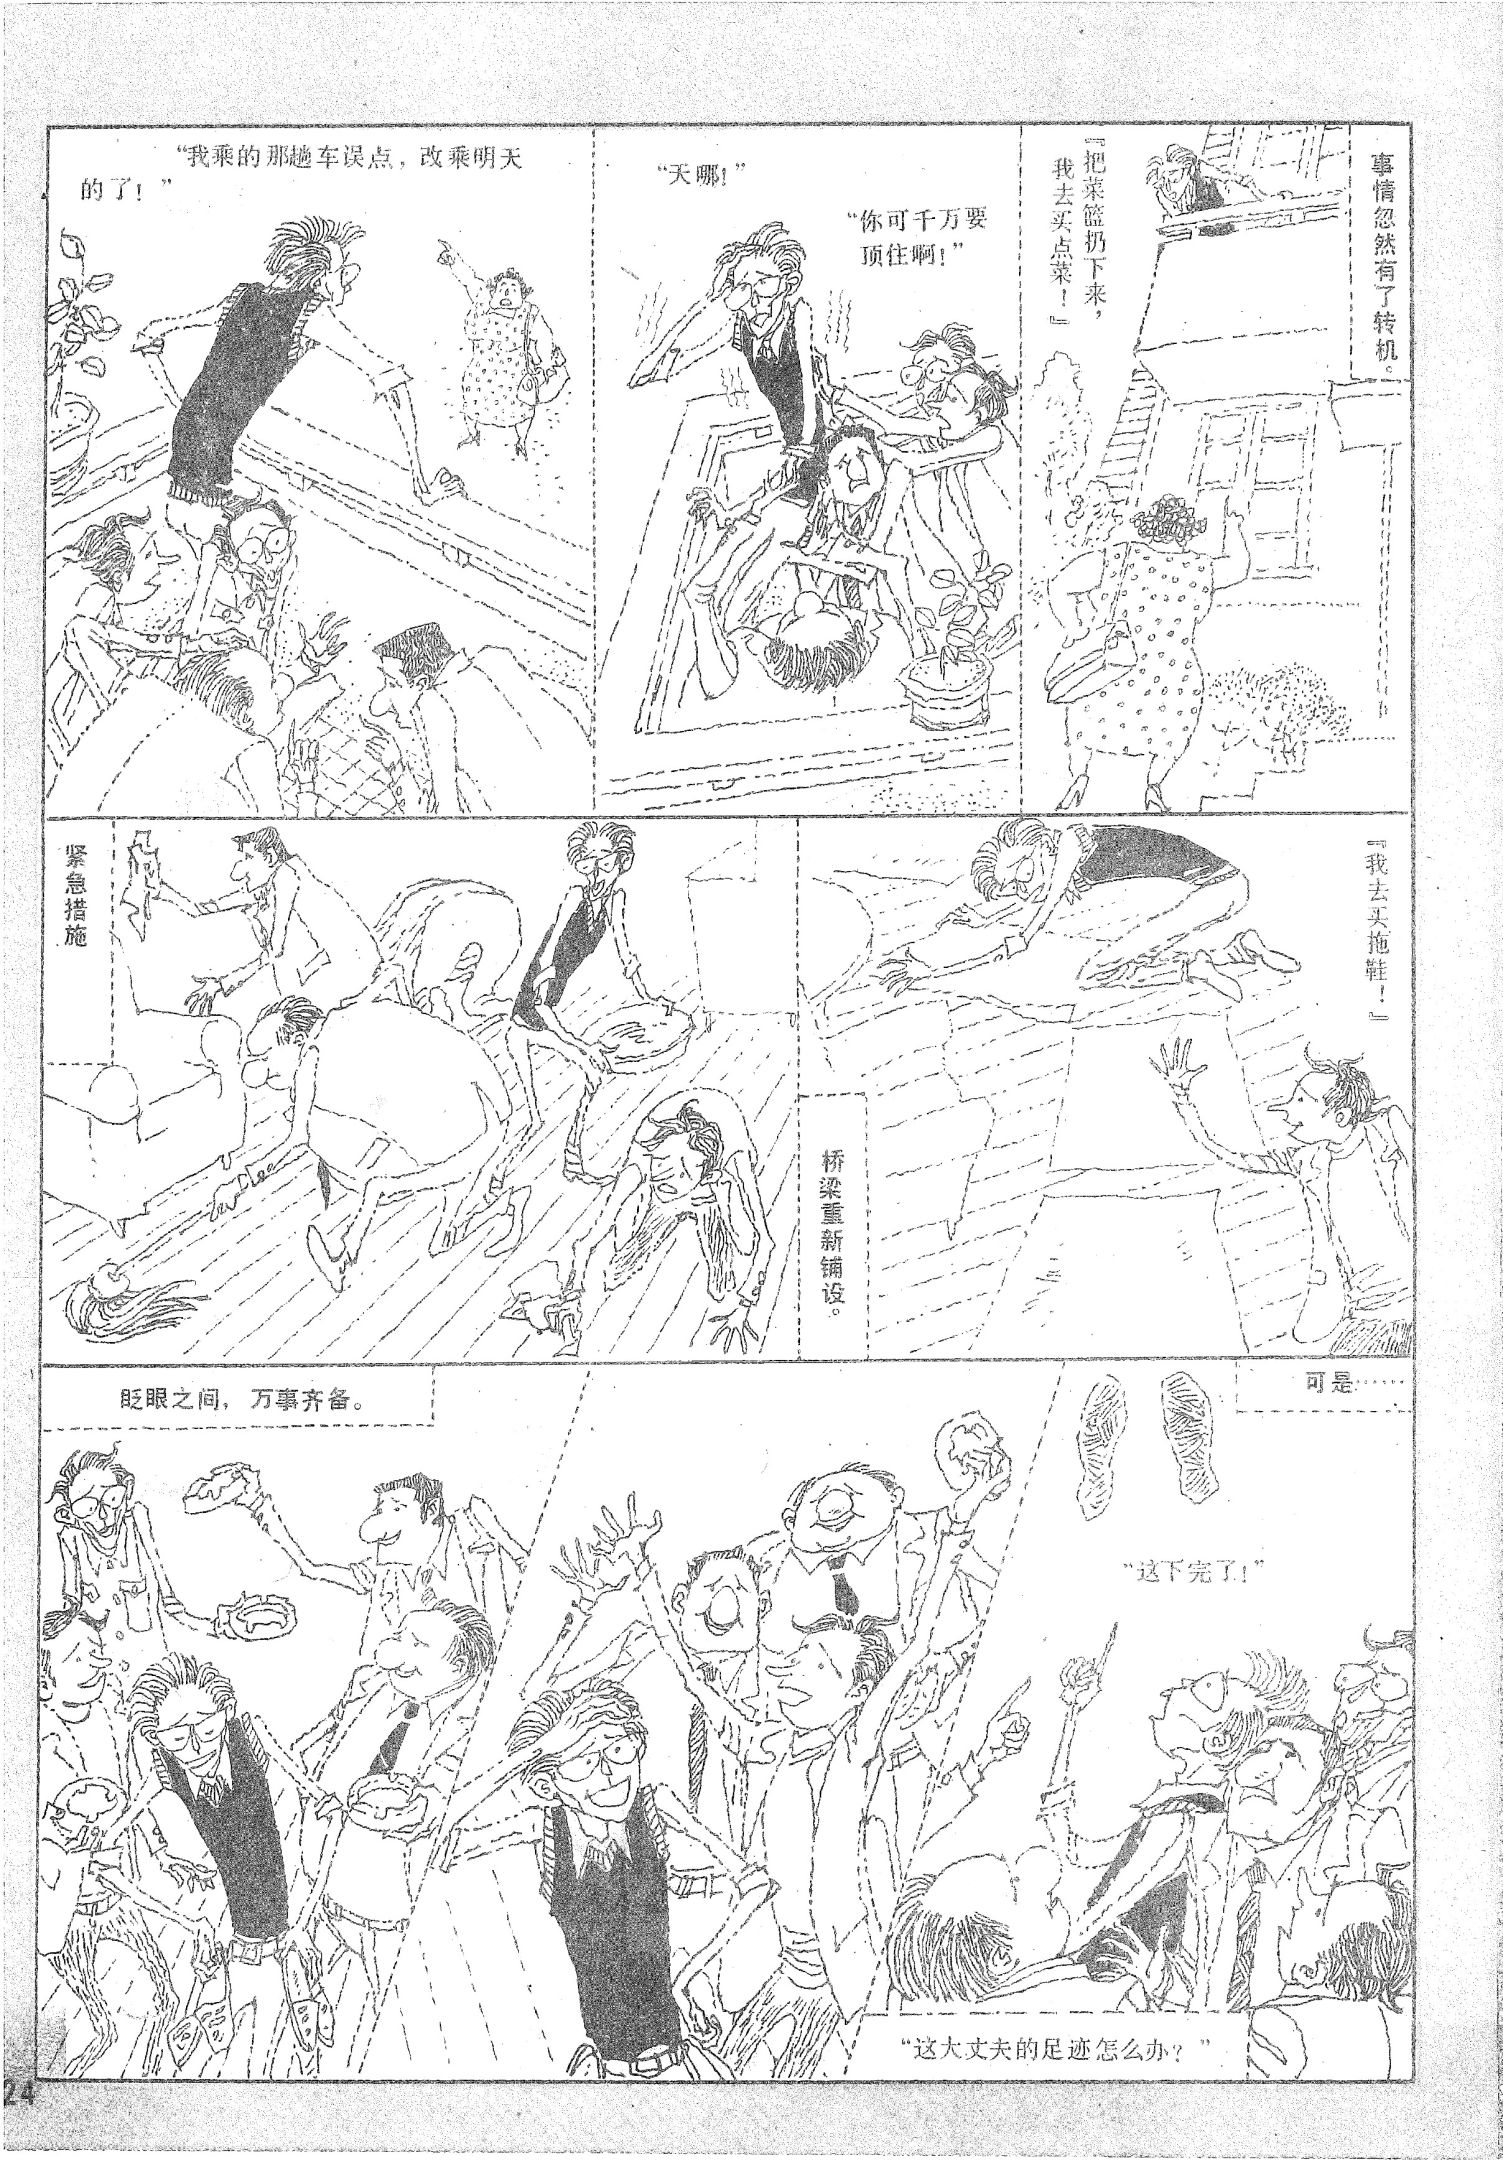 “我乘的那趟车误点，改乘明天
的了！”
“天哪！”
“你可千万要
顶住啊！”
事情忽然有了转机。
『把菜篮扔下来，
我去买点菜！』
紧急措施
『我去买拖鞋！』
桥梁重新铺设。
眨眼之间，万事齐备。
可是……
“这下完了！”
“这大丈夫的足迹怎么办？”
24